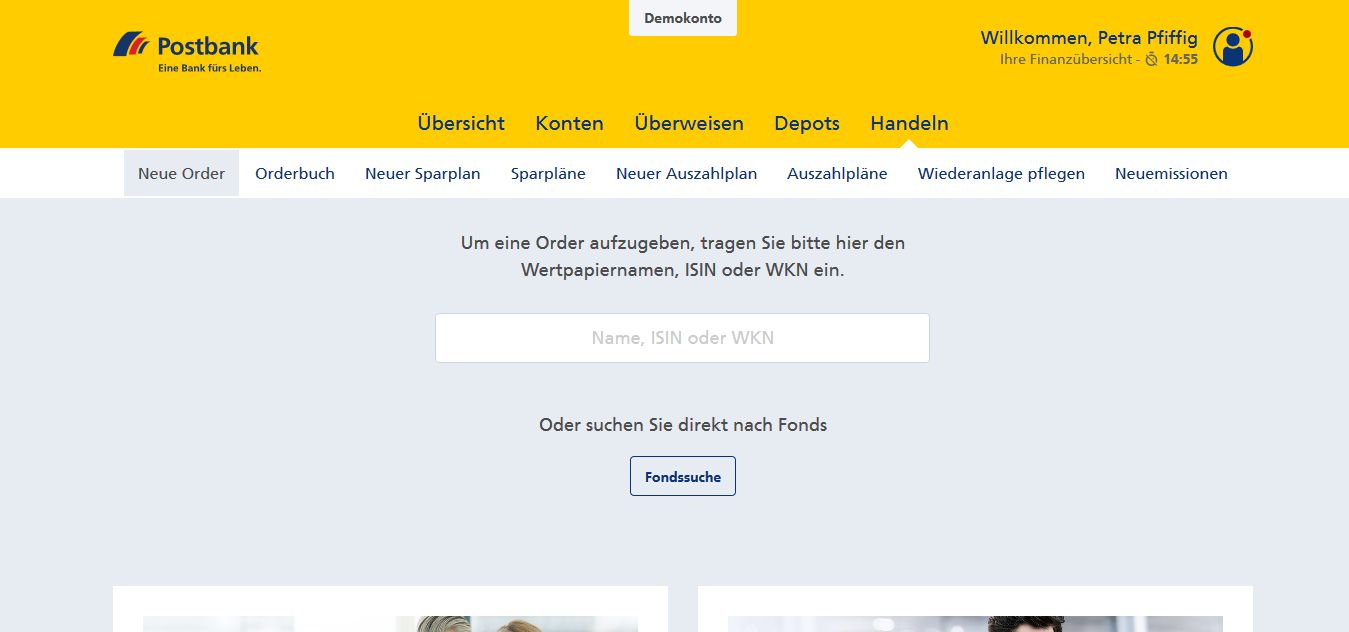 Demokonto
Postbank
Eine Bank fürs Leben.
Willkommen, Petra Pfiffig
Ihre Finanzübersicht - 14:55
Übersicht Konten Überweisen Depots Handeln
Neue Order Orderbuch Neuer Sparplan Sparpläne Neuer Auszahlplan Auszahlpläne Wiederanlage pflegen Neuemissionen
Um eine Order aufzugeben, tragen Sie bitte hier den
Wertpapiernamen, ISIN oder WKN ein.
Name, ISIN oder WKN
Oder suchen Sie direkt nach Fonds
Fondssuche